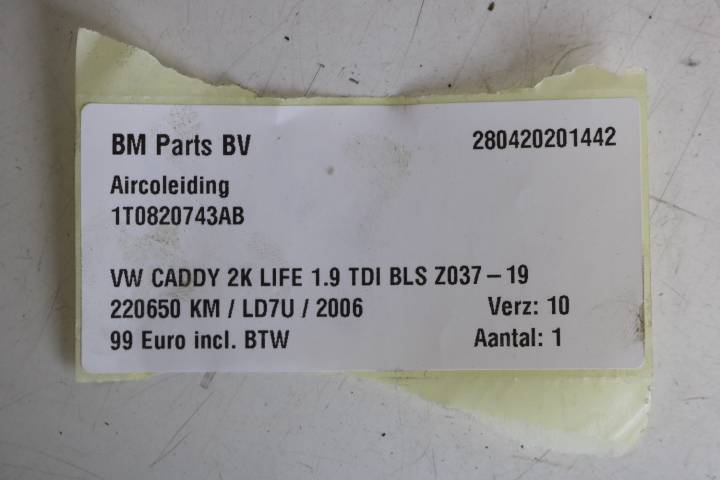 BM Parts BV 280420201442
Aircoleiding
1T0820743AB
VW CADDY 2K LIFE 1.9 TDI BLS Z037 – 19
220650 KM / LD7U / 2006 Verz: 10
99 Euro incl. BTW Aantal: 1